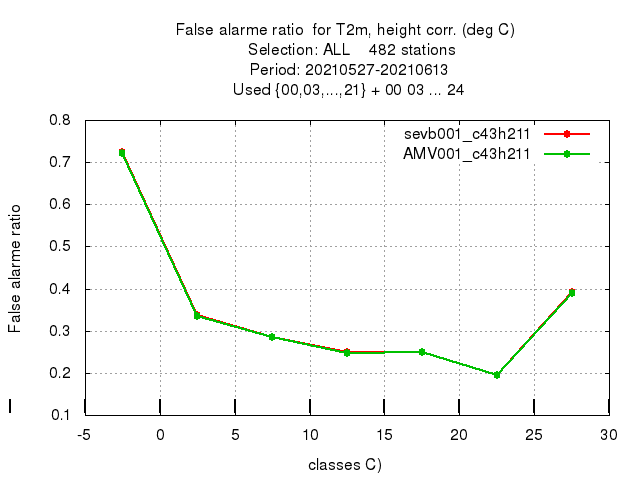 False alarme ratio  for T2m, height corr. (deg C)
Selection: ALL    482 stations
Period: 20210527-20210613
Used {00,03,...,21} + 00 03 ... 24
sevb001_c43h211
AMV001_c43h211
False alarme ratio
0.8
0.7
0.6
0.5
0.4
0.3
0.2
0.1
-5 0 5 10 15 20 25 30
classes C)